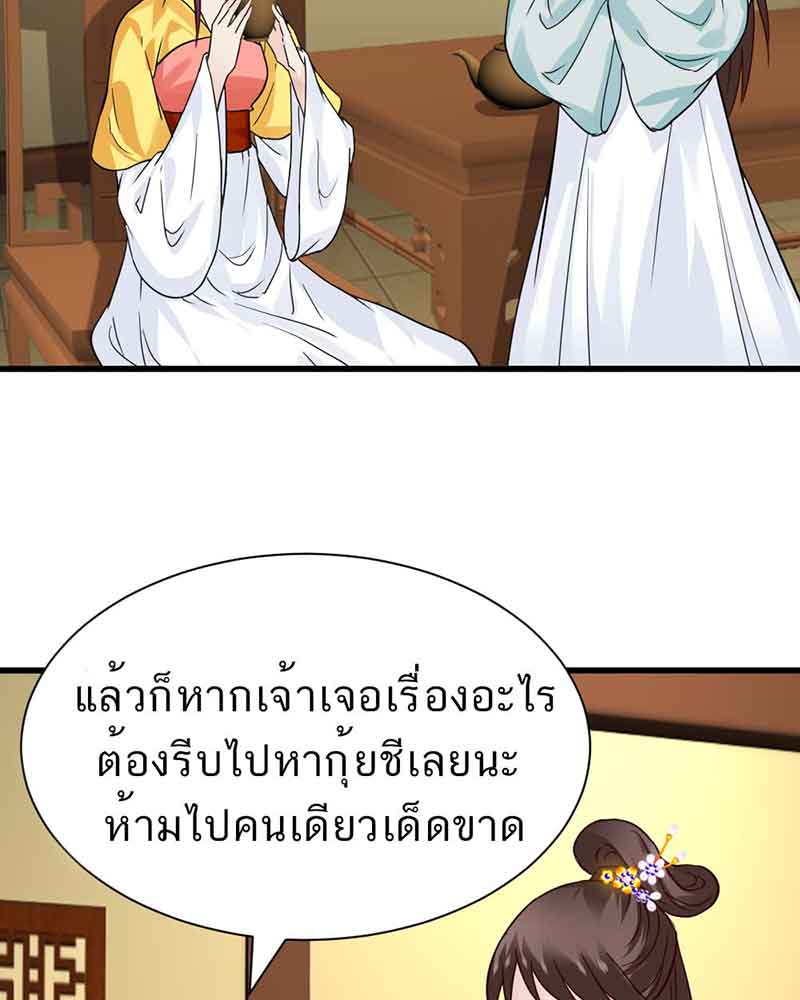 แล้วก็หากเจ้าเจอเรื่องอะไร
ต้องรีบไปหากุ้ยชีเลยนะ
ห้ามไปคนเดียวเด็ดขาด